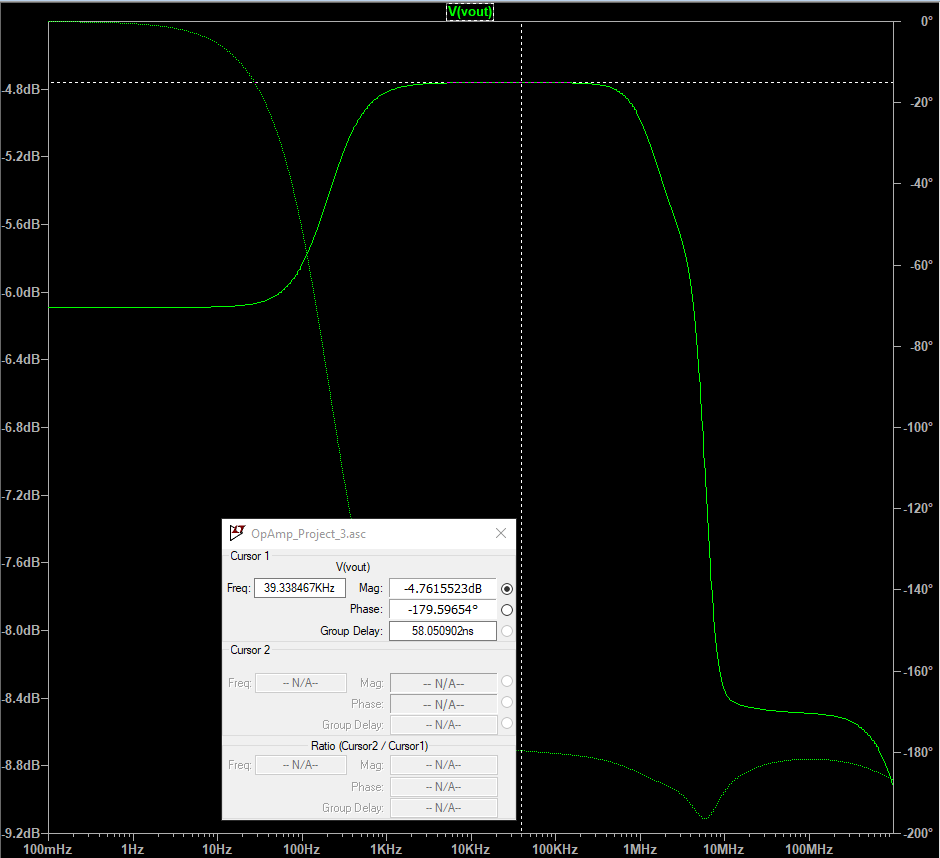 V(vout)
0°
-4.8dB
-20°
-5.2dB
-40°
-5.6dB
-60°
-6.0dB
-80°
-6.4dB
-6.8dB
-100°
-7.2dB
-120°
-7.6dB
-140°
-8.0dB
-160°
-8.4dB
-180°
-8.8dB
-9.2dB
-200°
100mHz 1Hz 10Hz 100Hz 1KHz 10KHz 100KHz 1MHz 10MHz 100MHz
OpAmp_Project_3.asc
Cursor 1
V(vout)
Freq: 39.338467KHz Mag: -4.7615523dB
Phase: -179.59654°
Group Delay: 58.050902ns
Cursor 2
Freq: -- N/A-- Mag: -- N/A--
Phase: -- N/A--
Group Delay: -- N/A--
Ratio (Cursor2 / Cursor1)
Freq: -- N/A-- Mag: -- N/A--
Phase: -- N/A--
Group Delay: -- N/A--